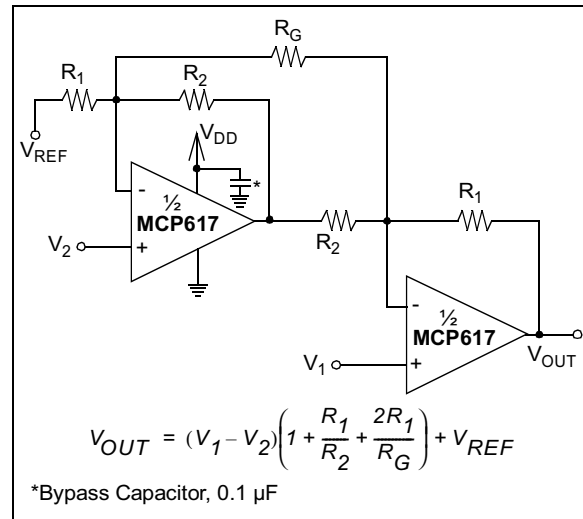 R_G
R_1
R_2
V_REF
V_DD
*
-
½
MCP617
+
V_2
R_2
R_1
-
½
MCP617
+
V_1
V_OUT
V_OUT = (V_1 – V_2)(1 + R_1/R_2 + 2R_1/R_G) + V_REF
*Bypass Capacitor, 0.1 µF